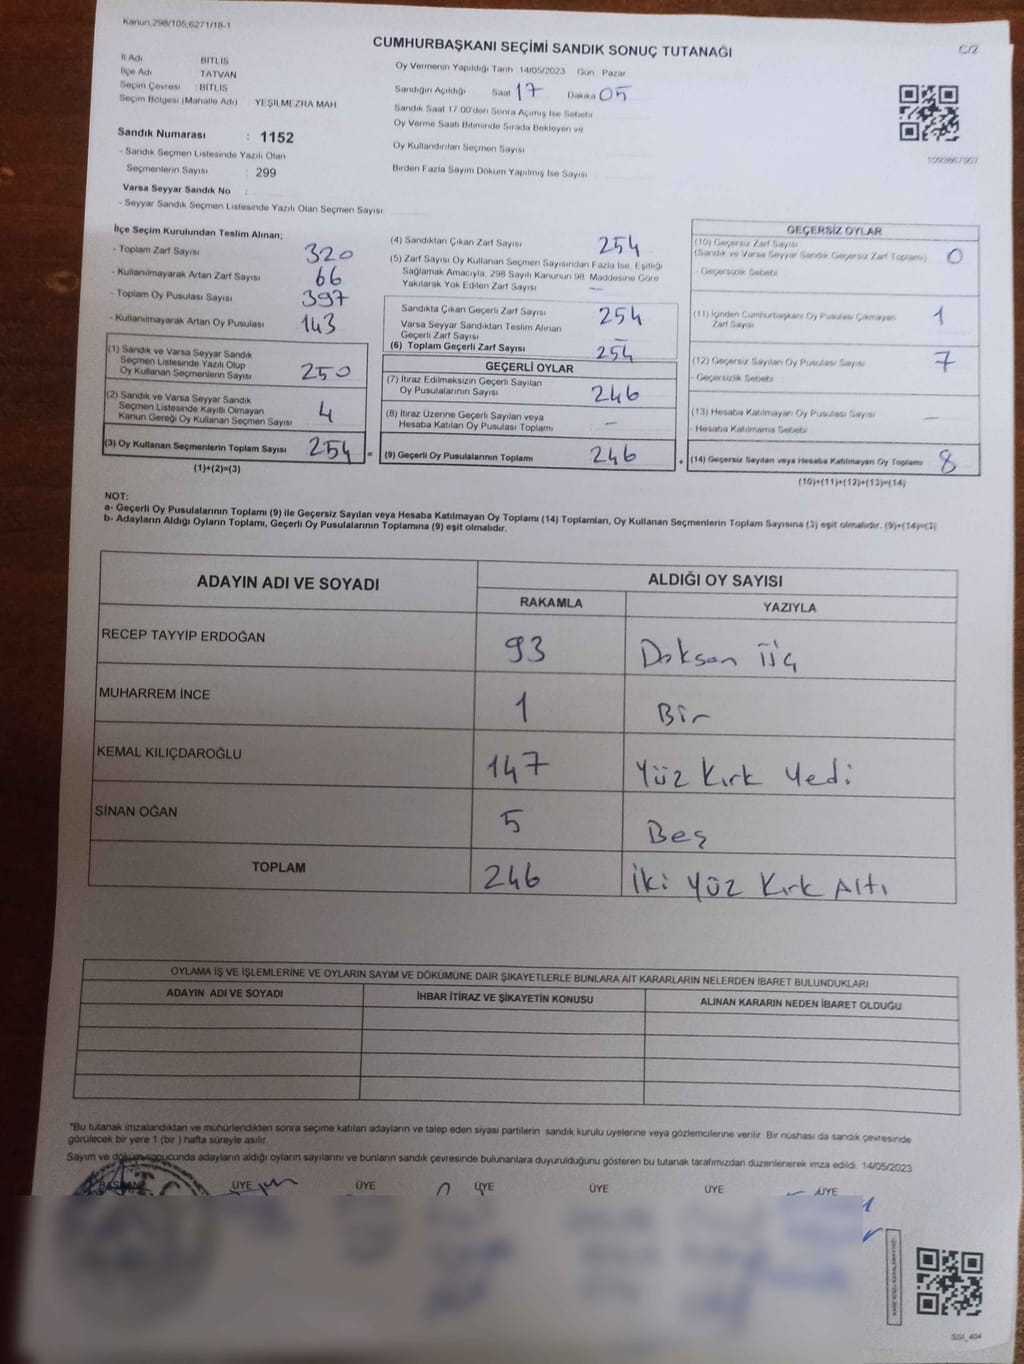 Kanun.298/105;6271/18-1
C/2
CUMHURBAŞKANI SEÇİMİ SANDIK SONUÇ TUTANAĞI
İl Adı : BİTLİS
İlçe Adı : TATVAN
Seçim Çevresi : BİTLİS
Seçim Bölgesi (Mahalle Adı) : YEŞİLMEZRA MAH
Sandık Numarası : 1152
- Sandık Seçmen Listesinde Yazılı Olan
Seçmenlerin Sayısı : 299
Varsa Seyyar Sandık No :
- Seyyar Sandık Seçmen Listesinde Yazılı Olan Seçmen Sayısı
Oy Vermenin Yapıldığı Tarih 14/05/2023 Gün Pazar
Sandığın Açıldığı Saat 17 Dakika 05
Sandık Saat 17.00'den Sonra Açımış İse Sebebi
Oy Verme Saati Bitiminde Sırada Bekleyen ve
Oy Kullandırılan Seçmen Sayısı
Birden Fazla Sayım Döküm Yapılmış İse Sayısı
1093867907
İlçe Seçim Kurulundan Teslim Alınan;
- Toplam Zarf Sayısı 320
- Kullanılmayarak Artan Zarf Sayısı 66
- Toplam Oy Pusulası Sayısı 397
- Kullanılmayarak Artan Oy Pusulası 143
(1) Sandık ve Varsa Seyyar Sandık
Seçmen Listesinde Yazılı Olup
Oy Kullanan Seçmenlerin Sayısı 250
(2) Sandık ve Varsa Seyyar Sandık
Seçmen Listesinde Kayıtlı Olmayan
Kanun Gereği Oy Kullanan Seçmen Sayısı 4
(3) Oy Kullanan Seçmenlerin Toplam Sayısı 254 =
(1)+(2)=(3)
(4) Sandıktan Çıkan Zarf Sayısı 254
(5) Zarf Sayısı Oy Kullanan Seçmen Sayısından Fazla İse, Eşitliği
Sağlamak Amacıyla, 298 Sayılı Kanunun 98. Maddesine Göre
Yakılarak Yok Edilen Zarf Sayısı —
Sandıkta Çıkan Geçerli Zarf Sayısı 254
Varsa Seyyar Sandıktan Teslim Alınan
Geçerli Zarf Sayısı —
(6) Toplam Geçerli Zarf Sayısı 254
GEÇERLİ OYLAR
(7) İtiraz Edilmeksizin Geçerli Sayılan
Oy Pusulalarının Sayısı 246
(8) İtiraz Üzerine Geçerli Sayılan veya
Hesaba Katılan Oy Pusulası Toplamı —
(9) Geçerli Oy Pusulalarının Toplamı 246 +
GEÇERSİZ OYLAR
(10) Geçersiz Zarf Sayısı
(Sandık ve Varsa Seyyar Sandık Geçersiz Zarf Toplamı) 0
- Geçersizlik Sebebi
(11) İçinden Cumhurbaşkanı Oy Pusulası Çıkmayan
Zarf Sayısı 1
(12) Geçersiz Sayılan Oy Pusulası Sayısı 7
- Geçersizlik Sebebi
(13) Hesaba Katılmayan Oy Pusulası Sayısı —
- Hesaba Katılmama Sebebi
(14) Geçersiz Sayılan veya Hesaba Katılmayan Oy Toplamı 8
(10)+(11)+(12)+(13)=(14)
NOT:
a- Geçerli Oy Pusulalarının Toplamı (9) ile Geçersiz Sayılan veya Hesaba Katılmayan Oy Toplamı (14) Toplamları, Oy Kullanan Seçmenlerin Toplam Sayısına (3) eşit olmalıdır. (9)+(14)=(3)
b- Adayların Aldığı Oyların Toplamı, Geçerli Oy Pusulalarının Toplamına (9) eşit olmalıdır.
ADAYIN ADI VE SOYADI
ALDIĞI OY SAYISI
RAKAMLA YAZIYLA
RECEP TAYYİP ERDOĞAN 93 Doksan üç
MUHARREM İNCE 1 Bir
KEMAL KILIÇDAROĞLU 147 Yüz Kırk Yedi
SİNAN OĞAN 5 Beş
TOPLAM 246 İki Yüz Kırk Altı
OYLAMA İŞ VE İŞLEMLERİNE VE OYLARIN SAYIM VE DÖKÜMÜNE DAİR ŞİKAYETLERLE BUNLARA AİT KARARLARIN NELERDEN İBARET BULUNDUKLARI
ADAYIN ADI VE SOYADI İHBAR İTİRAZ VE ŞİKAYETİN KONUSU ALINAN KARARIN NEDEN İBARET OLDUĞU
*Bu tutanak imzalandıktan ve mühürlendikten sonra seçime katılan adayların ve talep eden siyasi partilerin sandık kurulu üyelerine veya gözlemcilerine verilir. Bir nüshası da sandık çevresinde
görülecek bir yere 1 (bir ) hafta süreyle asılır.
Sayım ve döküm sonucunda adayların aldığı oyların sayılarını ve bunların sandık çevresinde bulunanlara duyurulduğunu gösteren bu tutanak tarafımızdan düzenlenerek imza edildi. 14/05/2023
BAŞKAN ÜYE ÜYE ÜYE ÜYE ÜYE ÜYE
SSI_404